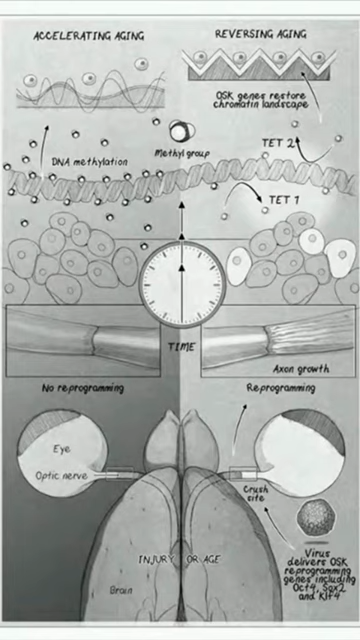 ACCELERATING AGING
REVERSING AGING
OSK genes restore
chromatin landscape
Methyl group
TET 2
DNA methylation
TET 1
TIME
Axon growth
No reprogramming
Reprogramming
Eye
Optic nerve
Crush
site
INJURY OR AGE
Brain
Virus
delivers OSK
reprogramming
genes including
Oct4, Sox2
and Klf4